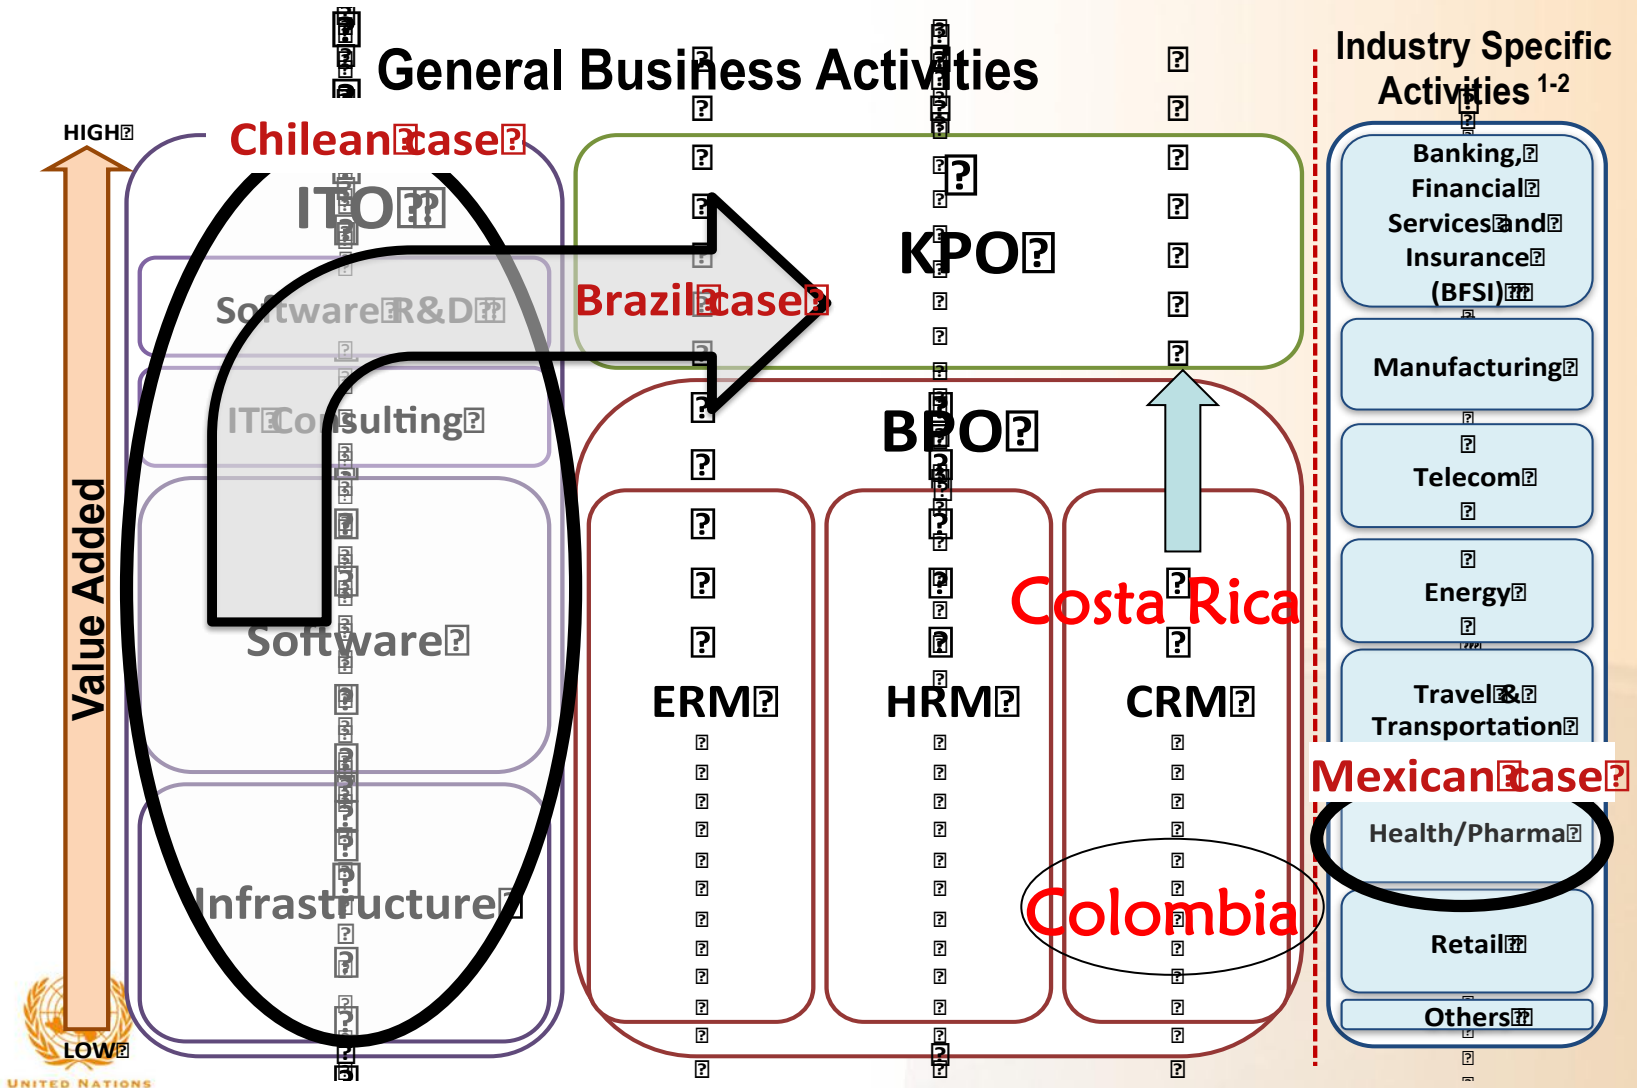 General Business Activities
Industry Specific
Activities 1-2
HIGH
Value Added
LOW
UNITED NATIONS
Chilean case
ITO
Software R&D
IT Consulting
Software
Infrastructure
Brazil case
KPO
BPO
ERM
HRM
CRM
Costa Rica
Colombia
Banking,
Financial
Services and
Insurance
(BFSI)
Manufacturing
Telecom
Energy
Travel &
Transportation
Mexican case
Health/Pharma
Retail
Others